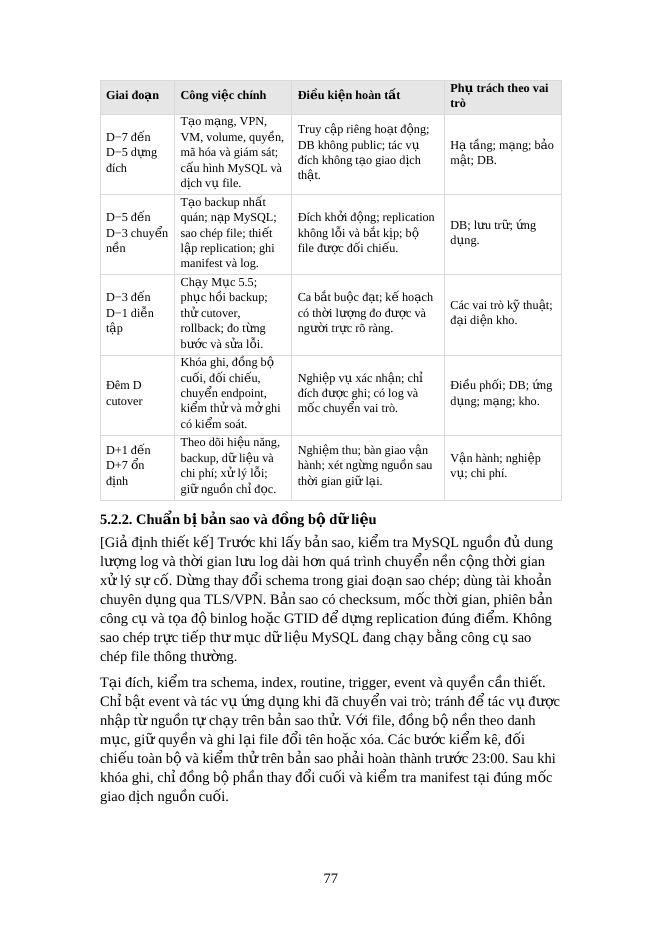 Giai đoạn
Công việc chính
Điều kiện hoàn tất
Phụ trách theo vai
trò
D−7 đến
D−5 dựng
đích
Tạo mạng, VPN,
VM, volume, quyền,
mã hóa và giám sát;
cấu hình MySQL và
dịch vụ file.
Truy cập riêng hoạt động;
DB không public; tác vụ
đích không tạo giao dịch
thật.
Hạ tầng; mạng; bảo
mật; DB.
D−5 đến
D−3 chuyển
nền
Tạo backup nhất
quán; nạp MySQL;
sao chép file; thiết
lập replication; ghi
manifest và log.
Đích khởi động; replication
không lỗi và bắt kịp; bộ
file được đối chiếu.
DB; lưu trữ; ứng
dụng.
D−3 đến
D−1 diễn
tập
Chạy Mục 5.5;
phục hồi backup;
thử cutover,
rollback; đo từng
bước và sửa lỗi.
Ca bắt buộc đạt; kế hoạch
có thời lượng đo được và
người trực rõ ràng.
Các vai trò kỹ thuật;
đại diện kho.
Đêm D
cutover
Khóa ghi, đồng bộ
cuối, đối chiếu,
chuyển endpoint,
kiểm thử và mở ghi
có kiểm soát.
Nghiệp vụ xác nhận; chỉ
đích được ghi; có log và
mốc chuyển vai trò.
Điều phối; DB; ứng
dụng; mạng; kho.
D+1 đến
D+7 ổn
định
Theo dõi hiệu năng,
backup, dữ liệu và
chi phí; xử lý lỗi;
giữ nguồn chỉ đọc.
Nghiệm thu; bàn giao vận
hành; xét ngừng nguồn sau
thời gian giữ lại.
Vận hành; nghiệp
vụ; chi phí.
5.2.2. Chuẩn bị bản sao và đồng bộ dữ liệu
[Giả định thiết kế] Trước khi lấy bản sao, kiểm tra MySQL nguồn đủ dung
lượng log và thời gian lưu log dài hơn quá trình chuyển nền cộng thời gian
xử lý sự cố. Dừng thay đổi schema trong giai đoạn sao chép; dùng tài khoản
chuyên dụng qua TLS/VPN. Bản sao có checksum, mốc thời gian, phiên bản
công cụ và tọa độ binlog hoặc GTID để dựng replication đúng điểm. Không
sao chép trực tiếp thư mục dữ liệu MySQL đang chạy bằng công cụ sao
chép file thông thường.
Tại đích, kiểm tra schema, index, routine, trigger, event và quyền cần thiết.
Chỉ bật event và tác vụ ứng dụng khi đã chuyển vai trò; tránh để tác vụ được
nhập từ nguồn tự chạy trên bản sao thử. Với file, đồng bộ nền theo danh
mục, giữ quyền và ghi lại file đổi tên hoặc xóa. Các bước kiểm kê, đối
chiếu toàn bộ và kiểm thử trên bản sao phải hoàn thành trước 23:00. Sau khi
khóa ghi, chỉ đồng bộ phần thay đổi cuối và kiểm tra manifest tại đúng mốc
giao dịch nguồn cuối.
77